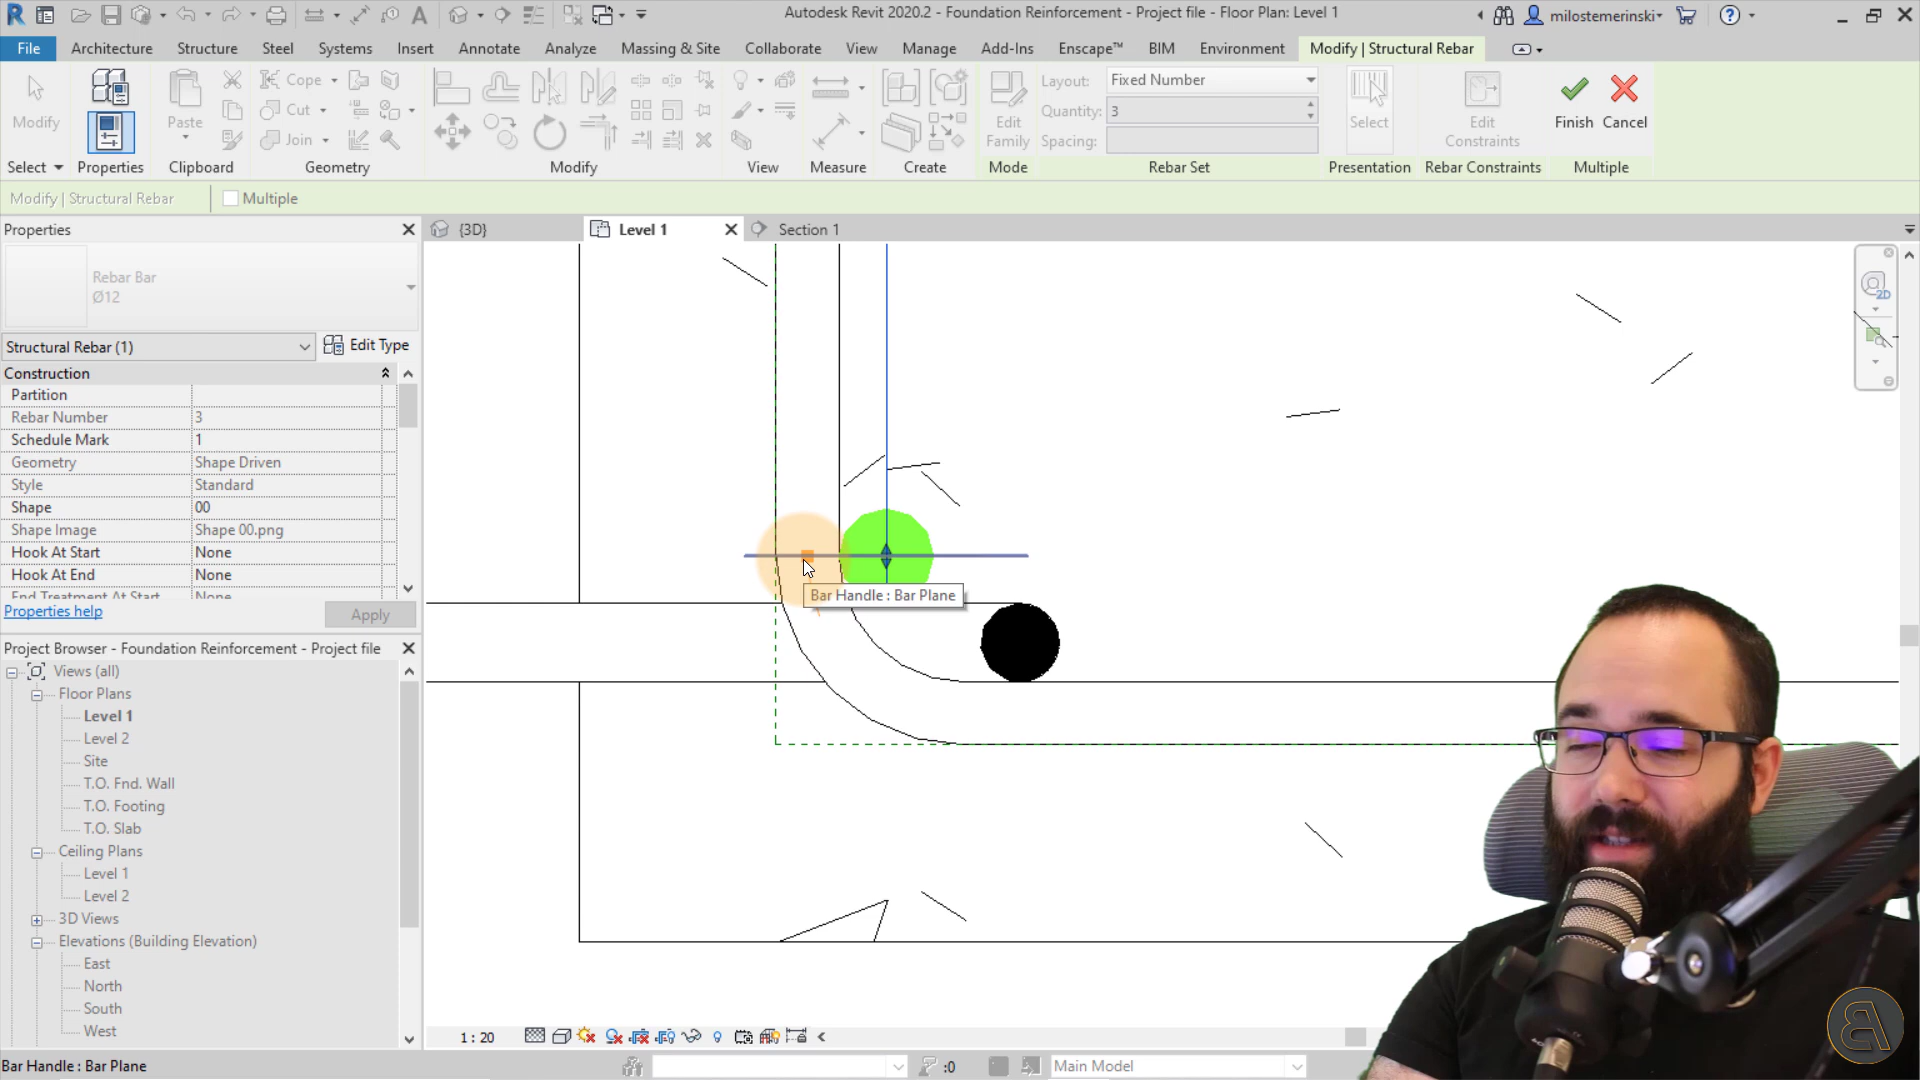 Autodesk Revit 2020.2 - Foundation Reinforcement - Project file - Floor Plan: Level 1
milostemerinski
File Architecture Structure Steel Systems Insert Annotate Analyze Massing & Site Collaborate View Manage Add-Ins Enscape™ BIM Environment Modify | Structural Rebar
Modify
Paste
Cope
Cut
Join
Edit Family
Layout: Fixed Number
Quantity: 3
Spacing:
Select
Edit Constraints
Finish Cancel
Select Properties Clipboard Geometry Modify View Measure Create Mode Rebar Set Presentation Rebar Constraints Multiple
Modify | Structural Rebar Multiple
Properties
{3D} Level 1 Section 1
Rebar Bar
Ø12
Structural Rebar (1) Edit Type
Construction
Partition
Rebar Number 3
Schedule Mark 1
Geometry Shape Driven
Style Standard
Shape 00
Shape Image Shape 00.png
Hook At Start None
Hook At End None
End Treatment At Start None
Properties help Apply
Bar Handle : Bar Plane
Project Browser - Foundation Reinforcement - Project file
Views (all)
Floor Plans
Level 1
Level 2
Site
T.O. Fnd. Wall
T.O. Footing
T.O. Slab
Ceiling Plans
Level 1
Level 2
3D Views
Elevations (Building Elevation)
East
North
South
West
2D
1 : 20
Bar Handle : Bar Plane
:0
Main Model